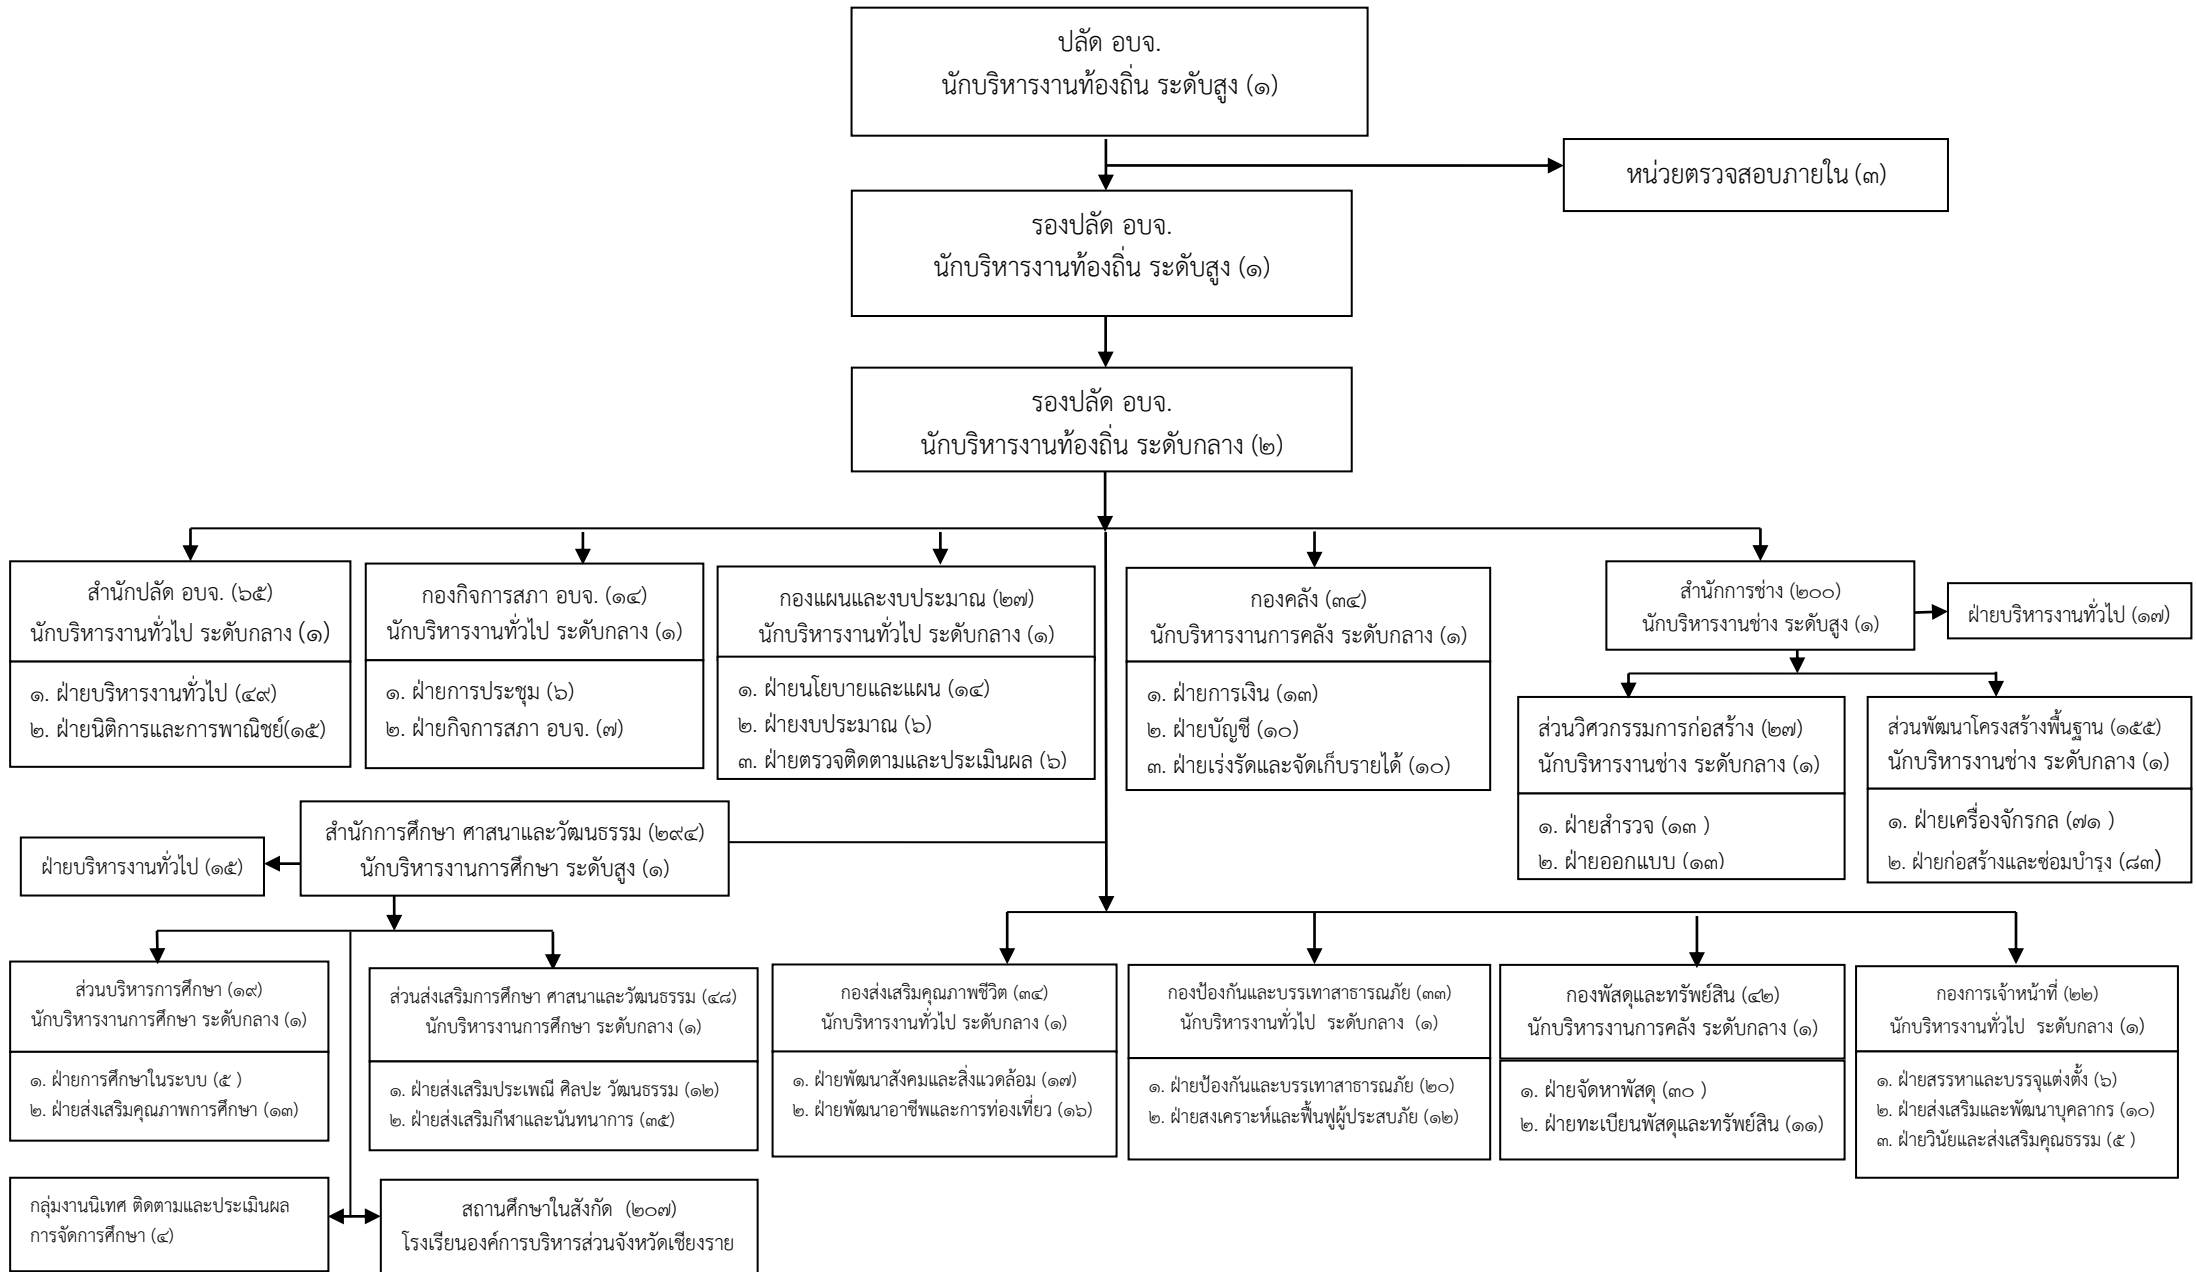 ปลัด อบจ.
นักบริหารงานท้องถิ่น ระดับสูง (๑)
หน่วยตรวจสอบภายใน (๓)
รองปลัด อบจ.
นักบริหารงานท้องถิ่น ระดับสูง (๑)
รองปลัด อบจ.
นักบริหารงานท้องถิ่น ระดับกลาง (๒)
สำนักปลัด อบจ. (๖๕)
นักบริหารงานทั่วไป ระดับกลาง (๑)
๑. ฝ่ายบริหารงานทั่วไป (๔๙)
๒. ฝ่ายนิติการและการพาณิชย์(๑๕)
กองกิจการสภา อบจ. (๑๔)
นักบริหารงานทั่วไป ระดับกลาง (๑)
๑. ฝ่ายการประชุม (๖)
๒. ฝ่ายกิจการสภา อบจ. (๗)
กองแผนและงบประมาณ (๒๗)
นักบริหารงานทั่วไป ระดับกลาง (๑)
๑. ฝ่ายนโยบายและแผน (๑๔)
๒. ฝ่ายงบประมาณ (๖)
๓. ฝ่ายตรวจติดตามและประเมินผล (๖)
กองคลัง (๓๔)
นักบริหารงานการคลัง ระดับกลาง (๑)
๑. ฝ่ายการเงิน (๑๓)
๒. ฝ่ายบัญชี (๑๐)
๓. ฝ่ายเร่งรัดและจัดเก็บรายได้ (๑๐)
สำนักการช่าง (๒๐๐)
นักบริหารงานช่าง ระดับสูง (๑)
ฝ่ายบริหารงานทั่วไป (๑๗)
ส่วนวิศวกรรมการก่อสร้าง (๒๗)
นักบริหารงานช่าง ระดับกลาง (๑)
๑. ฝ่ายสำรวจ (๑๓ )
๒. ฝ่ายออกแบบ (๑๓)
ส่วนพัฒนาโครงสร้างพื้นฐาน (๑๕๕)
นักบริหารงานช่าง ระดับกลาง (๑)
๑. ฝ่ายเครื่องจักรกล (๗๑ )
๒. ฝ่ายก่อสร้างและซ่อมบำรุง (๘๓)
สำนักการศึกษา ศาสนาและวัฒนธรรม (๒๙๔)
นักบริหารงานการศึกษา ระดับสูง (๑)
ฝ่ายบริหารงานทั่วไป (๑๕)
ส่วนบริหารการศึกษา (๑๙)
นักบริหารงานการศึกษา ระดับกลาง (๑)
๑. ฝ่ายการศึกษาในระบบ (๕ )
๒. ฝ่ายส่งเสริมคุณภาพการศึกษา (๑๓)
ส่วนส่งเสริมการศึกษา ศาสนาและวัฒนธรรม (๔๘)
นักบริหารงานการศึกษา ระดับกลาง (๑)
๑. ฝ่ายส่งเสริมประเพณี ศิลปะ วัฒนธรรม (๑๒)
๒. ฝ่ายส่งเสริมกีฬาและนันทนาการ (๓๕)
กองส่งเสริมคุณภาพชีวิต (๓๔)
นักบริหารงานทั่วไป ระดับกลาง (๑)
๑. ฝ่ายพัฒนาสังคมและสิ่งแวดล้อม (๑๗)
๒. ฝ่ายพัฒนาอาชีพและการท่องเที่ยว (๑๖)
กองป้องกันและบรรเทาสาธารณภัย (๓๓)
นักบริหารงานทั่วไป ระดับกลาง (๑)
๑. ฝ่ายป้องกันและบรรเทาสาธารณภัย (๒๐)
๒. ฝ่ายสงเคราะห์และฟื้นฟูผู้ประสบภัย (๑๒)
กองพัสดุและทรัพย์สิน (๔๒)
นักบริหารงานการคลัง ระดับกลาง (๑)
๑. ฝ่ายจัดหาพัสดุ (๓๐ )
๒. ฝ่ายทะเบียนพัสดุและทรัพย์สิน (๑๑)
กองการเจ้าหน้าที่ (๒๒)
นักบริหารงานทั่วไป ระดับกลาง (๑)
๑. ฝ่ายสรรหาและบรรจุแต่งตั้ง (๖)
๒. ฝ่ายส่งเสริมและพัฒนาบุคลากร (๑๐)
๓. ฝ่ายวินัยและส่งเสริมคุณธรรม (๕ )
กลุ่มงานนิเทศ ติดตามและประเมินผล
การจัดการศึกษา (๔)
สถานศึกษาในสังกัด (๒๐๗)
โรงเรียนองค์การบริหารส่วนจังหวัดเชียงราย